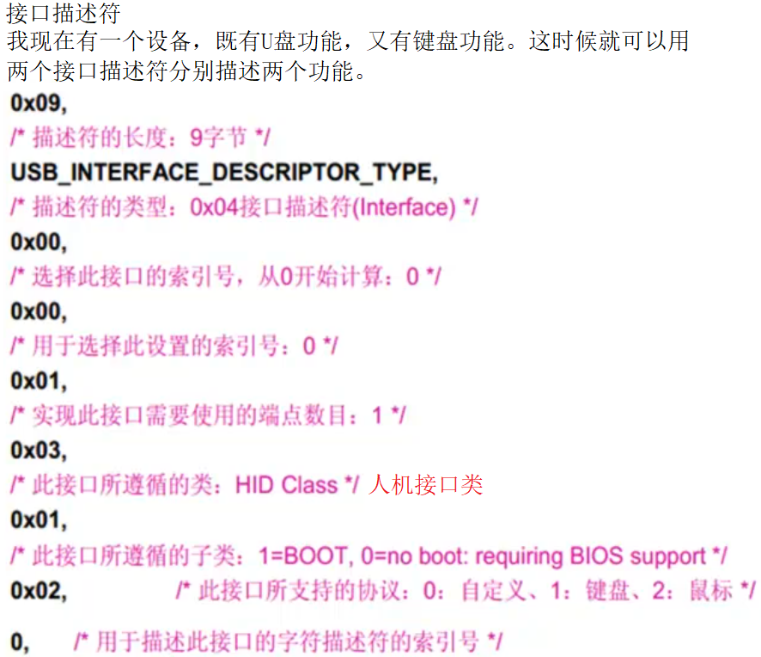 接口描述符
我现在有一个设备，既有U盘功能，又有键盘功能。这时候就可以用
两个接口描述符分别描述两个功能。
0x09,
/* 描述符的长度：9字节 */
USB_INTERFACE_DESCRIPTOR_TYPE,
/* 描述符的类型：0x04接口描述符(Interface) */
0x00,
/* 选择此接口的索引号，从0开始计算：0 */
0x00,
/* 用于选择此设置的索引号：0 */
0x01,
/* 实现此接口需要使用的端点数目：1 */
0x03,
/* 此接口所遵循的类：HID Class */ 人机接口类
0x01,
/* 此接口所遵循的子类：1=BOOT, 0=no boot: requiring BIOS support */
0x02, /* 此接口所支持的协议：0：自定义、1：键盘、2：鼠标 */
0, /* 用于描述此接口的字符描述符的索引号 */